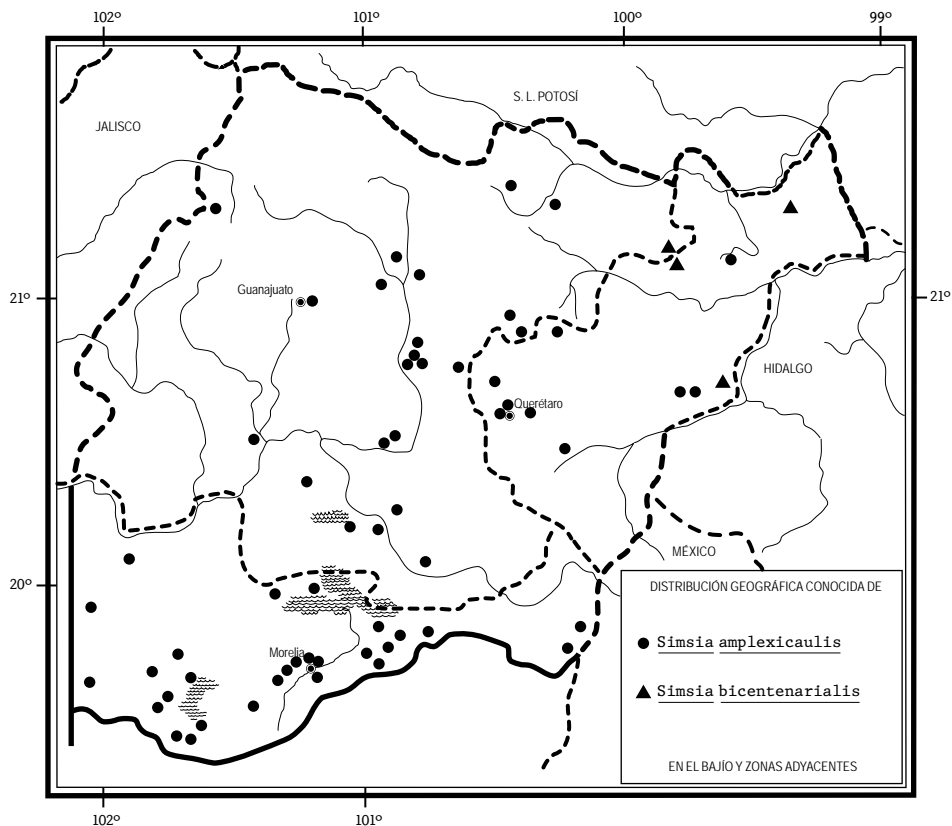 102° 101° 100° 99°
S. L. POTOSÍ
JALISCO
Guanajuato
21° 21°
HIDALGO
Querétaro
MÉXICO
20°
DISTRIBUCIÓN GEOGRÁFICA CONOCIDA DE
Simsia amplexicaulis
Morelia
Simsia bicentenarialis
EN EL BAJÍO Y ZONAS ADYACENTES
102° 101°